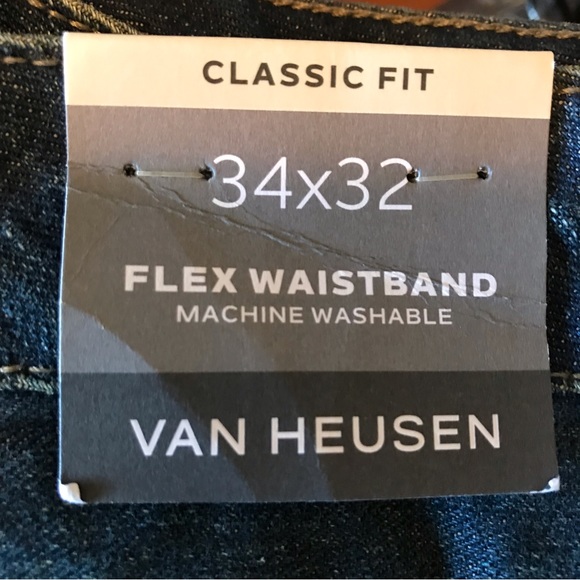 CLASSIC FIT
34x32
FLEX WAISTBAND
MACHINE WASHABLE
VAN HEUSEN